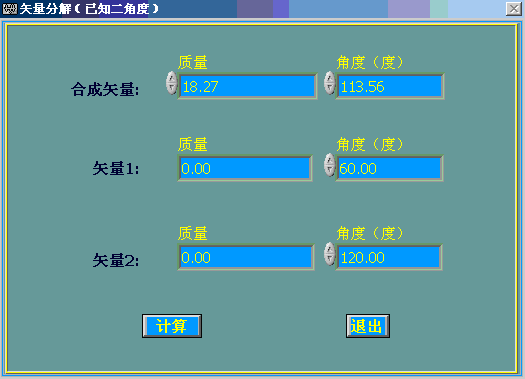 矢量分解（已知二角度）
质量 角度（度）
合成矢量: 18.27 113.56
质量 角度（度）
矢量1: 0.00 60.00
质量 角度（度）
矢量2: 0.00 120.00
计算 退出